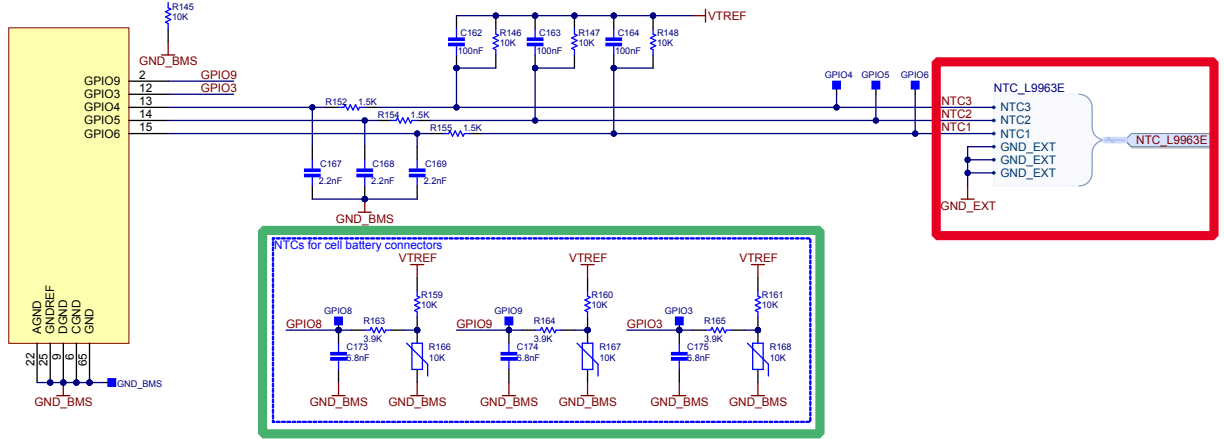 R145
10K
GND_BMS
VTREF
C162
100nF
R146
10K
C163
100nF
R147
10K
C164
100nF
R148
10K
GPIO9 2 GPIO9
GPIO3 12 GPIO3
GPIO4 13
GPIO5 14
GPIO6 15
R152 1.5K
R154 1.5K
R155 1.5K
GPIO4 GPIO5 GPIO6
C167
2.2nF
C168
2.2nF
C169
2.2nF
GND_BMS
NTC_L9963E
NTC3 NTC3
NTC2 NTC2
NTC1 NTC1
GND_EXT
GND_EXT
GND_EXT
NTC_L9963E
GND_EXT
NTCs for cell battery connectors
VTREF
R159
10K
GPIO8
GPIO8
R163
3.9K
C173
6.8nF
R166
10K
GND_BMS GND_BMS
VTREF
R160
10K
GPIO9
GPIO9
R164
3.9K
C174
6.8nF
R167
10K
GND_BMS GND_BMS
VTREF
R161
10K
GPIO3
GPIO3
R165
3.9K
C175
6.8nF
R168
10K
GND_BMS GND_BMS
AGND
GNDREF
DGND
CGND
GND
22
25
9
6
65
GND_BMS
GND_BMS